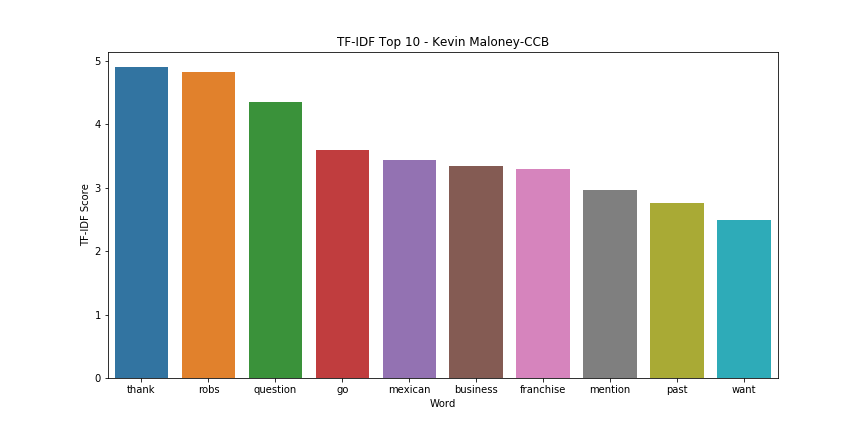 TF-IDF Top 10 - Kevin Maloney-CCB
TF-IDF Score
5
4
3
2
1
0
thank robs question go mexican business franchise mention past want
Word